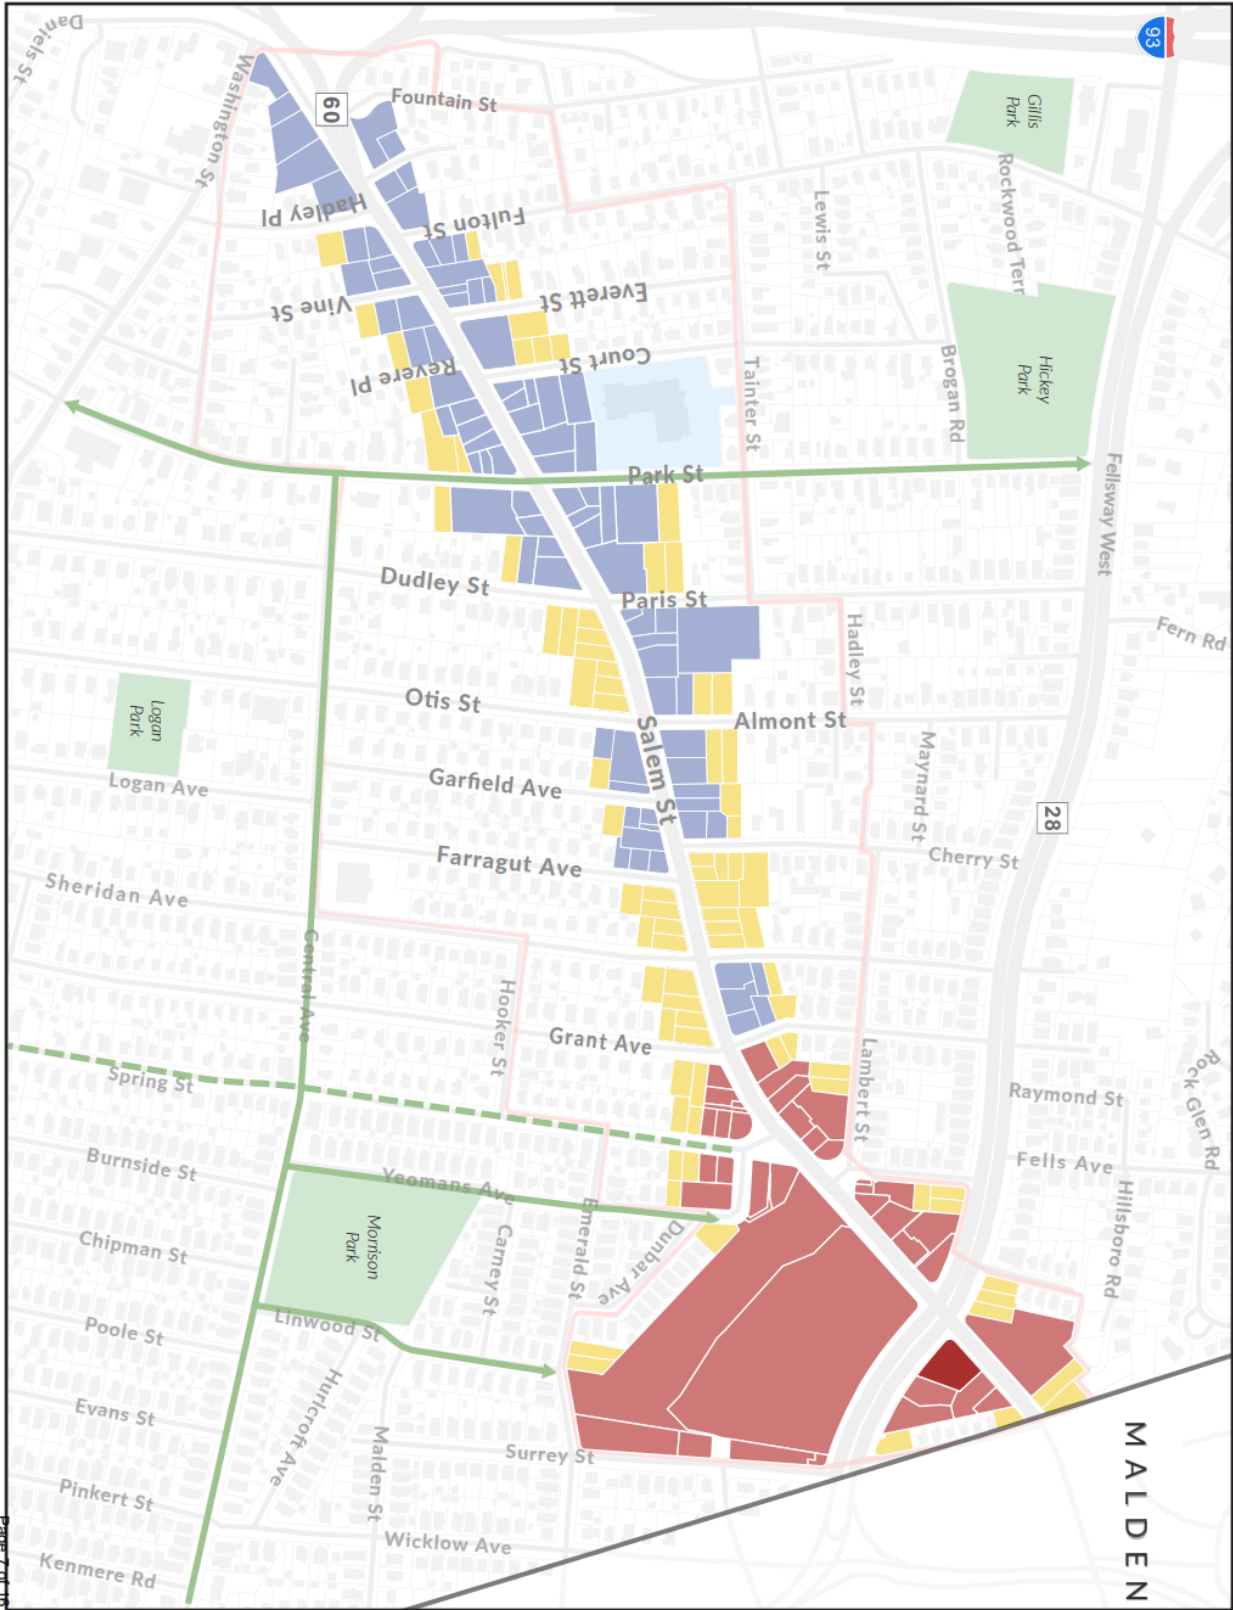 Daniels St
93
Washington St
60
Fountain St
Gillis
Park
Rockwood Terr
Hadley Pl
Fulton St
Lewis St
Vine St
Everett St
Revere Pl
Court St
Tainter St
Brogan Rd
Hickey
Park
Park St
Fellsway West
Dudley St
Paris St
Hadley St
Fern Rd
Logan
Park
Otis St
Salem St
Almont St
Maynard St
Logan Ave
Garfield Ave
28
Farragut Ave
Cherry St
Sheridan Ave
Central Ave
Hooker St
Grant Ave
Lambert St
Rock Glen Rd
Spring St
Raymond St
Burnside St
Yeomans Ave
Fells Ave
Hillsboro Rd
Chipman St
Morrison
Park
Carney St
Emerald St
Dunbar Ave
Poole St
Linwood St
Evans St
Hurlcroft Ave
Malden St
Surrey St
MALDEN
Pinkert St
Wicklow Ave
Kenmere Rd